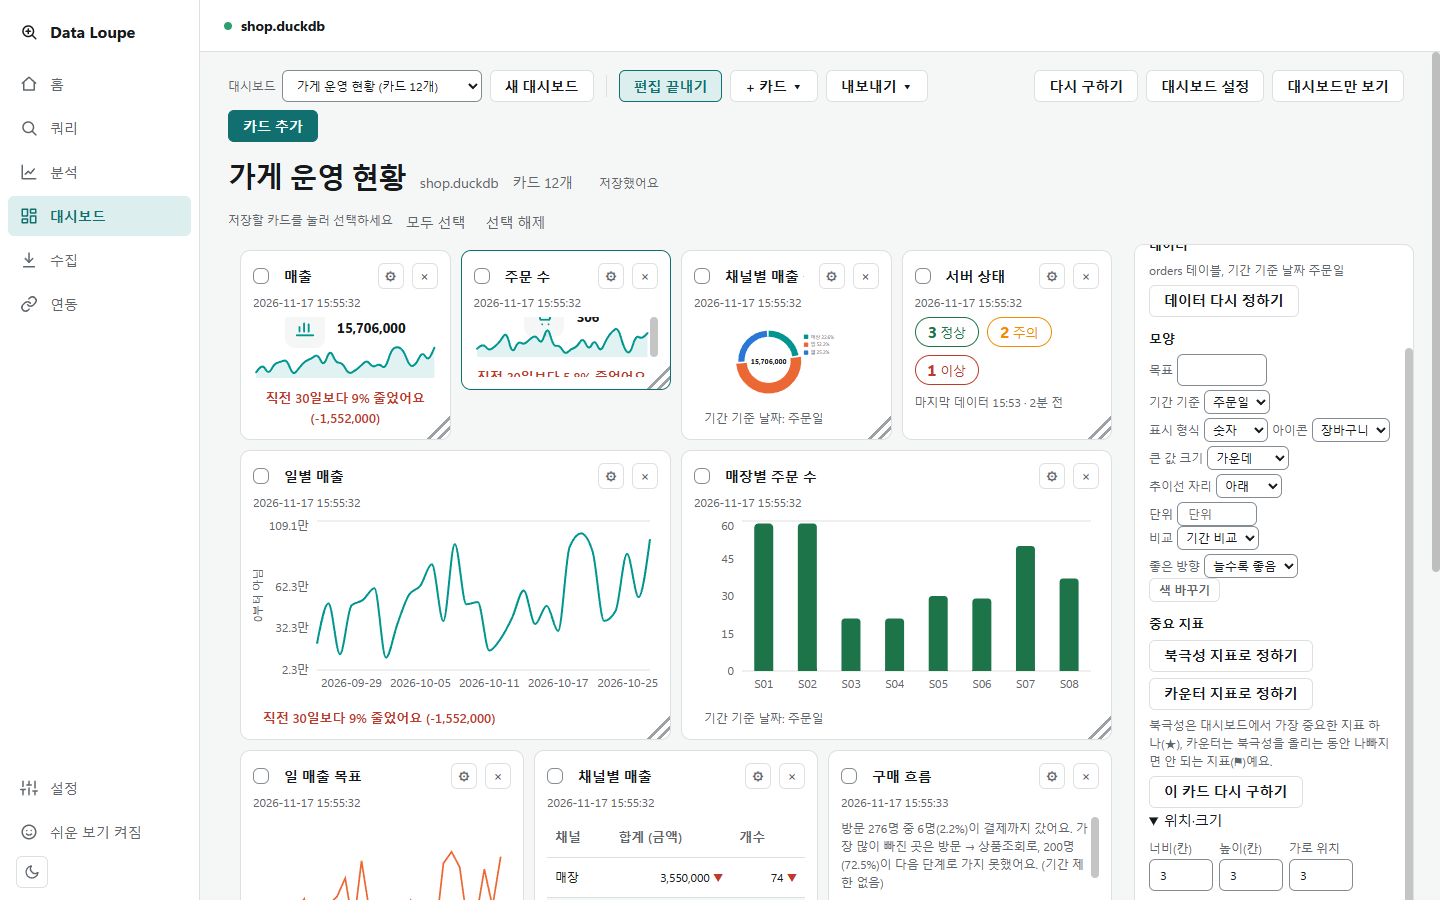 Data Loupe
홈
쿼리
분석
대시보드
수집
연동
설정
쉬운 보기 켜짐
shop.duckdb
대시보드 가게 운영 현황 (카드 12개) 새 대시보드 편집 끝내기 + 카드 ▾ 내보내기 ▾ 다시 구하기 대시보드 설정 대시보드만 보기
카드 추가
가게 운영 현황 shop.duckdb 카드 12개 저장했어요
저장할 카드를 눌러 선택하세요 모두 선택 선택 해제
매출
2026-11-17 15:55:32
15,706,000
직전 30일보다 9% 줄었어요
(-1,552,000)
주문 수
2026-11-17 15:55:32
306
직전 30일보다 5.8% 줄었어요
채널별 매출
2026-11-17 15:55:32
15,706,000
기간 기준 날짜: 주문일
서버 상태
2026-11-17 15:55:32
3 정상 2 주의
1 이상
마지막 데이터 15:53 · 2분 전
일별 매출
2026-11-17 15:55:32
0부터 아님
109.1만
62.3만
32.3만
2.3만
2026-09-29 2026-10-05 2026-10-11 2026-10-17 2026-10-25
직전 30일보다 9% 줄었어요 (-1,552,000)
매장별 주문 수
2026-11-17 15:55:32
60
45
30
15
0
S01 S02 S03 S04 S05 S06 S07 S08
기간 기준 날짜: 주문일
일 매출 목표
2026-11-17 15:55:32
채널별 매출
2026-11-17 15:55:32
채널 합계 (금액) 개수
매장 3,550,000 ▼ 74 ▼
구매 흐름
2026-11-17 15:55:33
방문 276명 중 6명(2.2%)이 결제까지 갔어요. 가
장 많이 빠진 곳은 방문 → 상품조회로, 200명
(72.5%)이 다음 단계로 가지 못했어요. (기간 제
한 없음)
데이터
orders 테이블, 기간 기준 날짜 주문일
데이터 다시 정하기
모양
목표
기간 기준 주문일
표시 형식 숫자 아이콘 장바구니
큰 값 크기 가운데
추이선 자리 아래
단위 단위
비교 기간 비교
좋은 방향 늘수록 좋음
색 바꾸기
중요 지표
북극성 지표로 정하기
카운터 지표로 정하기
북극성은 대시보드에서 가장 중요한 지표 하
나(★), 카운터는 북극성을 올리는 동안 나빠지
면 안 되는 지표(⚑)예요.
이 카드 다시 구하기
▼ 위치·크기
너비(칸) 높이(칸) 가로 위치
3 3 3